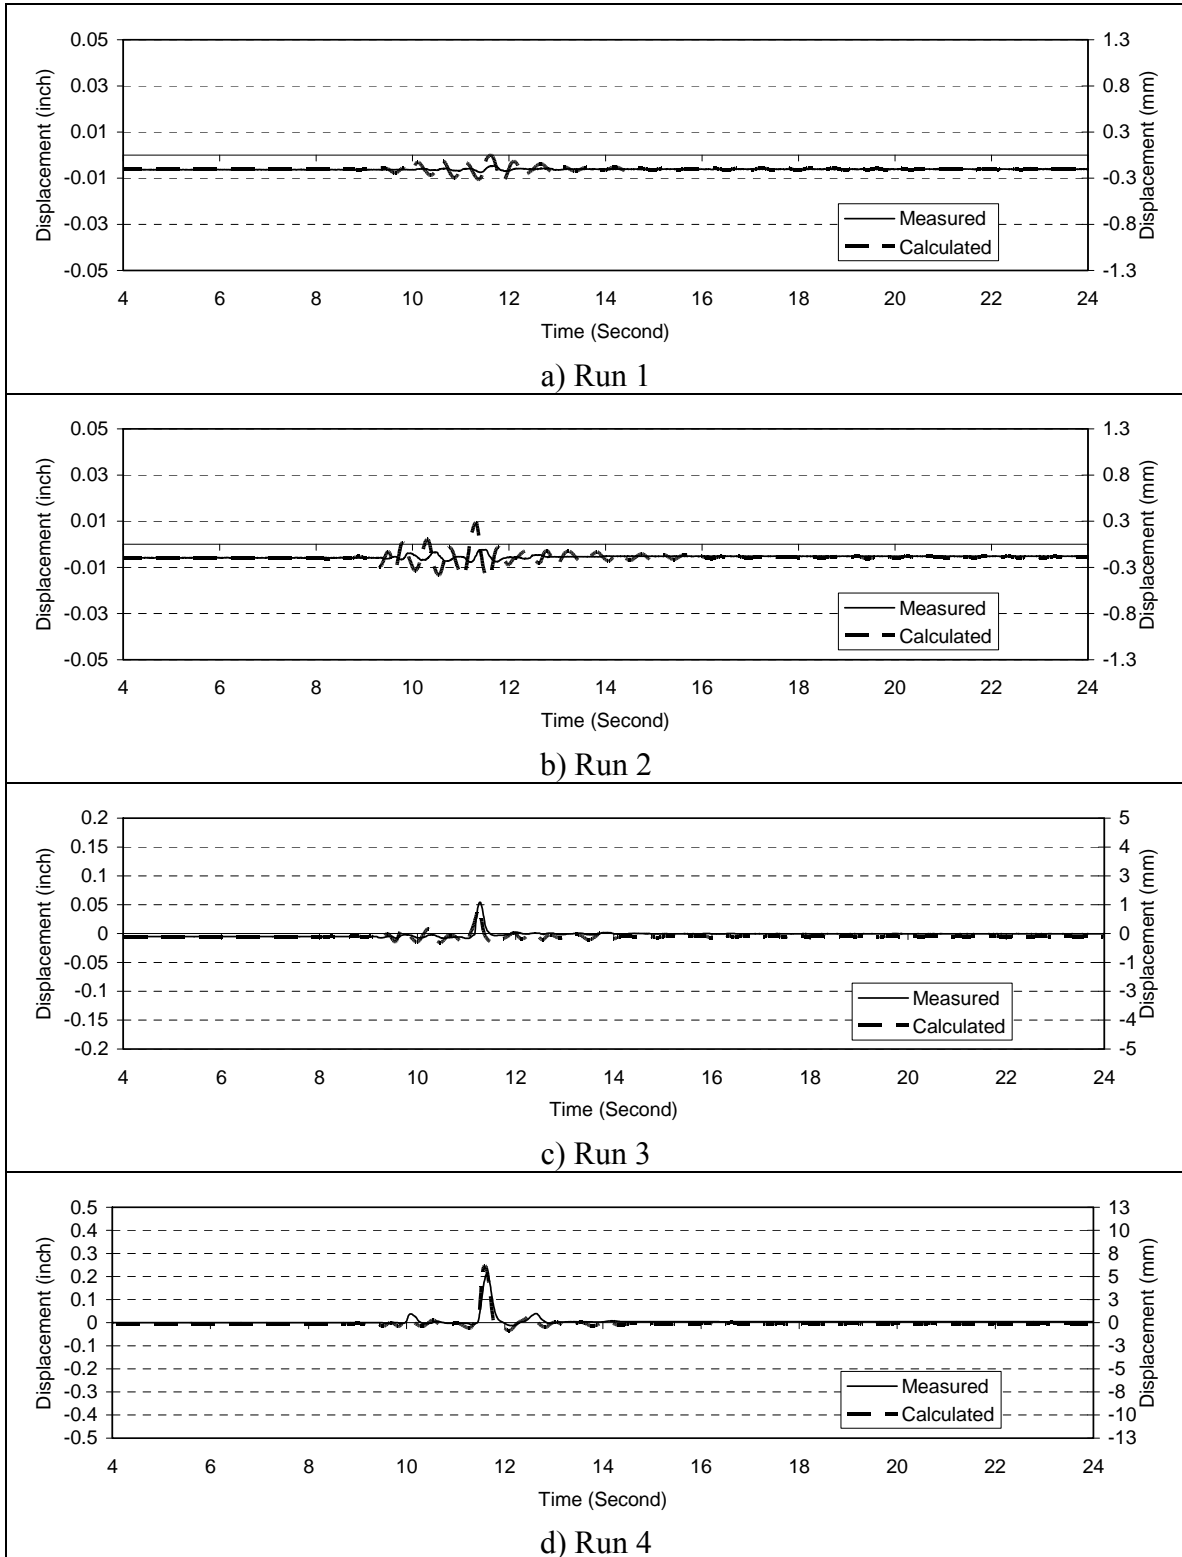 0.05
0.03
0.01
-0.01
-0.03
-0.05
Displacement (inch)
1.3
0.8
0.3
-0.3
-0.8
-1.3
Displacement (mm)
Measured
Calculated
4 6 8 10 12 14 16 18 20 22 24
Time (Second)
a) Run 1
0.05
0.03
0.01
-0.01
-0.03
-0.05
Displacement (inch)
1.3
0.8
0.3
-0.3
-0.8
-1.3
Displacement (mm)
Measured
Calculated
4 6 8 10 12 14 16 18 20 22 24
Time (Second)
b) Run 2
0.2
0.15
0.1
0.05
0
-0.05
-0.1
-0.15
-0.2
Displacement (inch)
5
4
3
1
0
-1
-3
-4
-5
Displacement (mm)
Measured
Calculated
4 6 8 10 12 14 16 18 20 22 24
Time (Second)
c) Run 3
0.5
0.4
0.3
0.2
0.1
0
-0.1
-0.2
-0.3
-0.4
-0.5
Displacement (inch)
13
10
8
5
3
0
-3
-5
-8
-10
-13
Displacement (mm)
Measured
Calculated
4 6 8 10 12 14 16 18 20 22 24
Time (Second)
d) Run 4